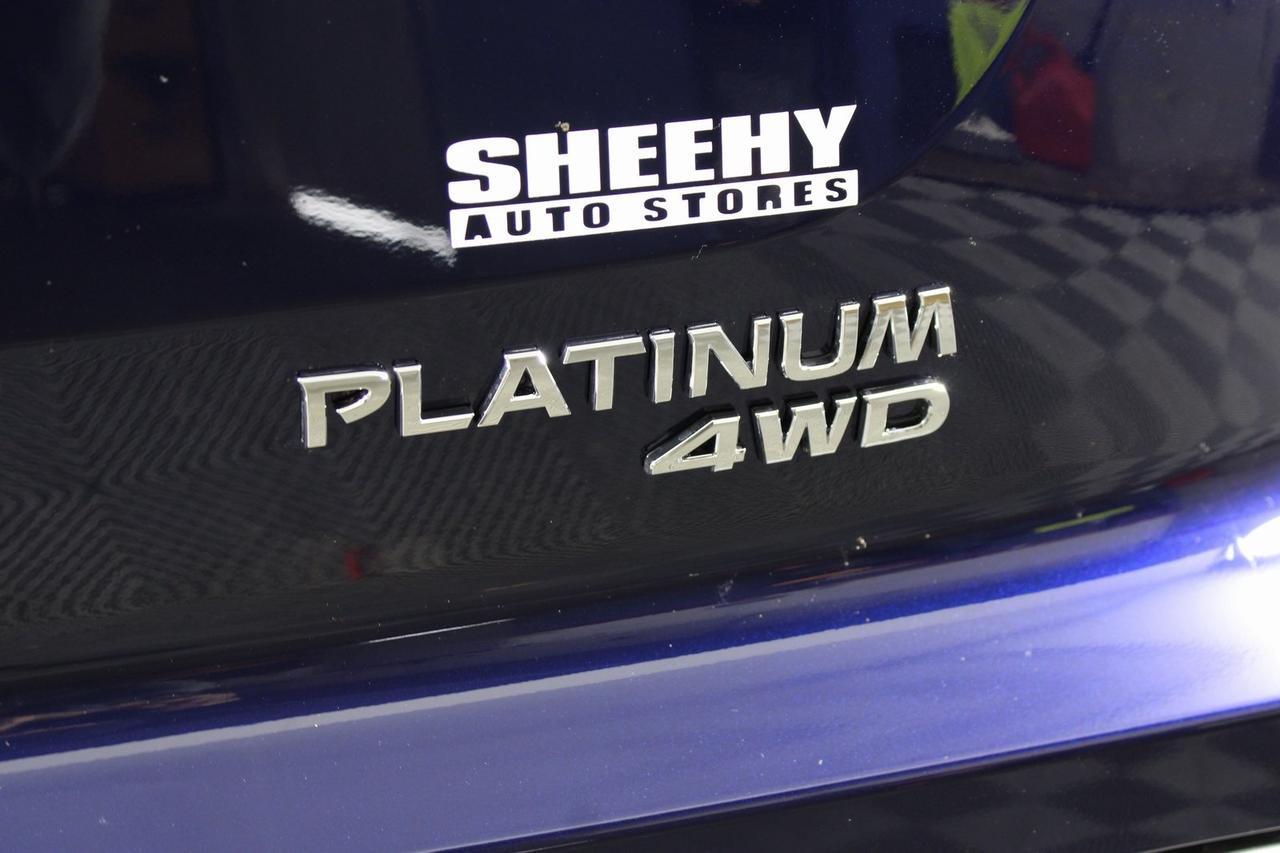 SHEEHY
AUTO STORES
PLATINUM
4WD